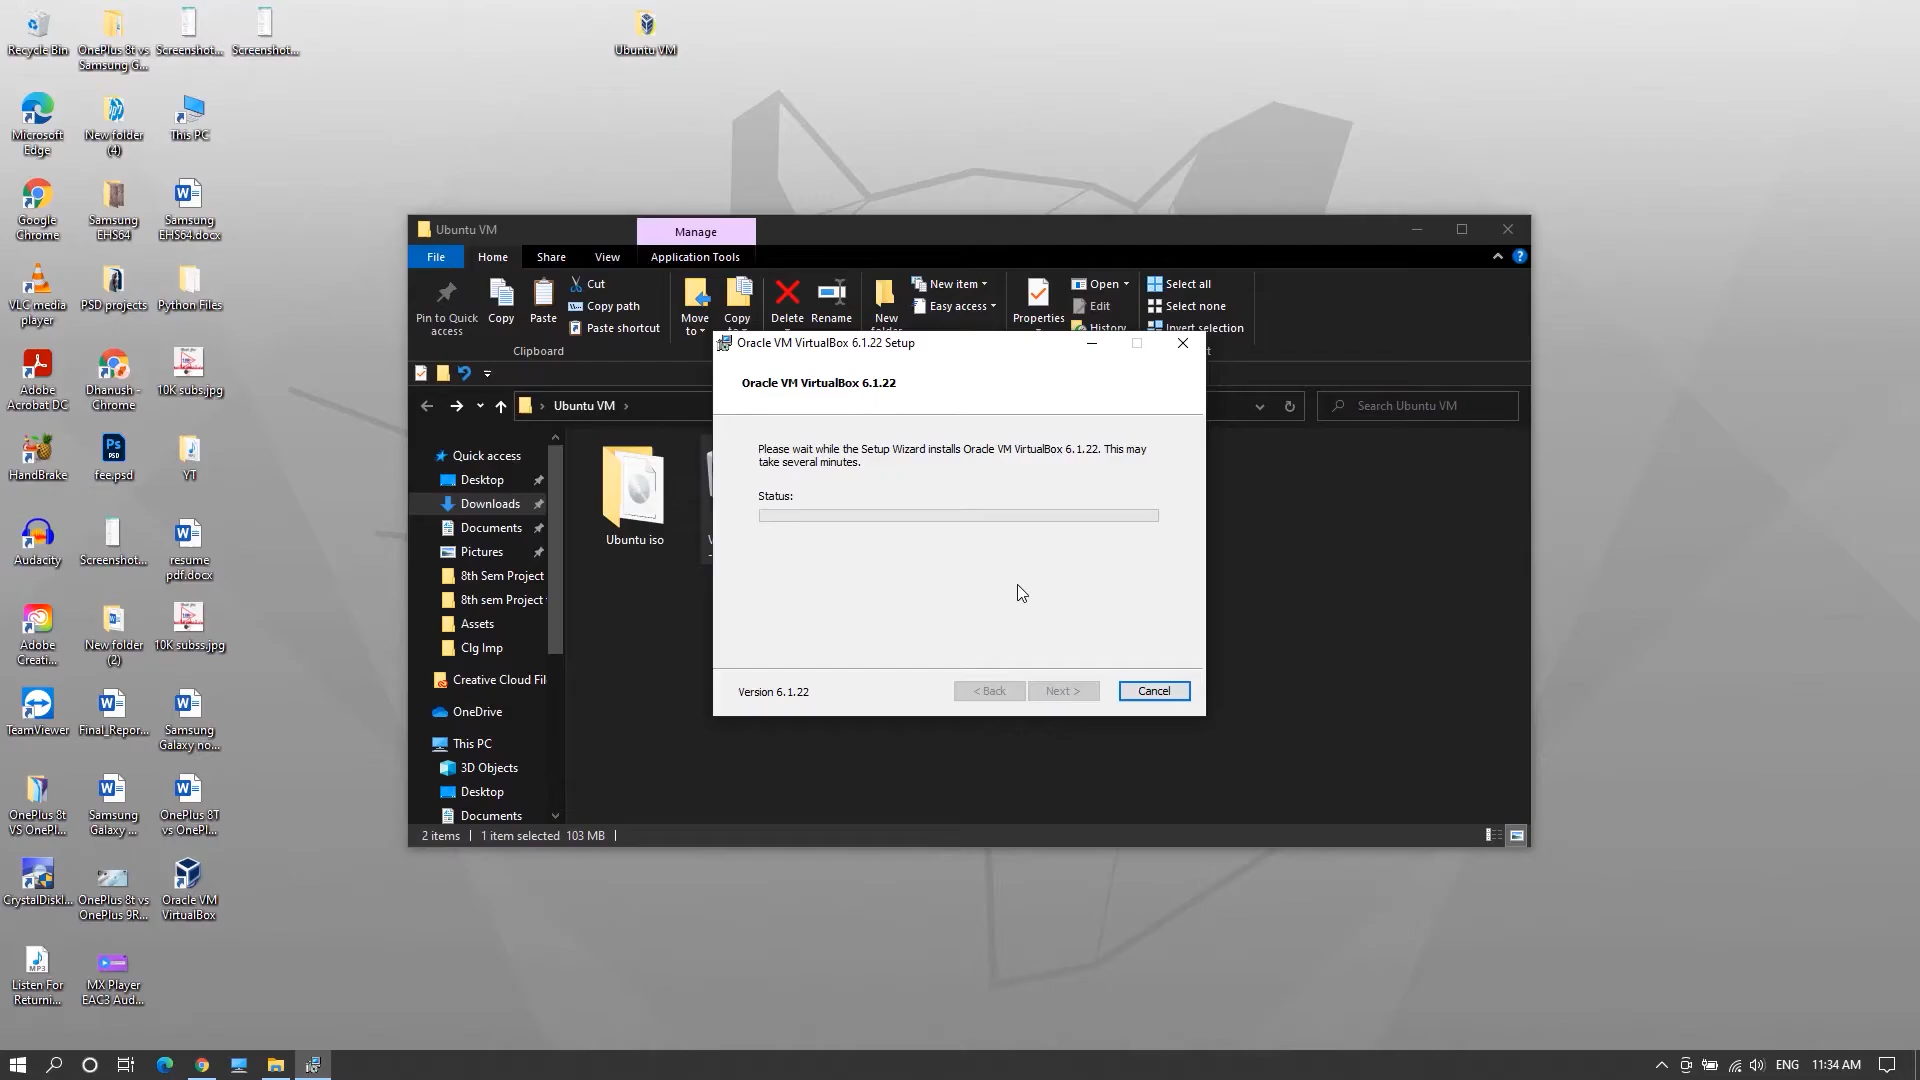 Recycle Bin
OnePlus 8t vs
Samsung G...
Screenshot...
Screenshot...
Ubuntu VM
Microsoft
Edge
New folder
(4)
This PC
Google
Chrome
Samsung
EHS64
Samsung
EHS64.docx
VLC media
player
PSD projects
Python Files
Adobe
Acrobat DC
Dhanush -
Chrome
10K subs.jpg
HandBrake
fee.psd
YT
Audacity
Screenshot...
resume
pdf.docx
Adobe
Creati...
New folder
(2)
10K subss.jpg
TeamViewer
Final_Repor...
Samsung
Galaxy no...
OnePlus 8t
VS OnePl...
Samsung
Galaxy ...
OnePlus 8T
vs OnePl...
CrystalDiskI...
OnePlus 8t vs
OnePlus 9R...
Oracle VM
VirtualBox
Listen For
Returni...
MX Player
EAC3 Aud...
Ubuntu VM
Manage
File
Home
Share
View
Application Tools
Pin to Quick
access
Copy
Paste
Cut
Copy path
Paste shortcut
Clipboard
Move
to
Copy
to
Delete
Rename
New
New item
Easy access
Properties
Open
Edit
History
Select all
Select none
Invert selection
Ubuntu VM
Search Ubuntu VM
Quick access
Desktop
Downloads
Documents
Pictures
8th Sem Project
8th sem Project
Assets
Clg Imp
Creative Cloud Fil
OneDrive
This PC
3D Objects
Desktop
Documents
Ubuntu iso
2 items
1 item selected 103 MB
Oracle VM VirtualBox 6.1.22 Setup
Oracle VM VirtualBox 6.1.22
Please wait while the Setup Wizard installs Oracle VM VirtualBox 6.1.22. This may
take several minutes.
Status:
Version 6.1.22
< Back
Next >
Cancel
ENG
11:34 AM